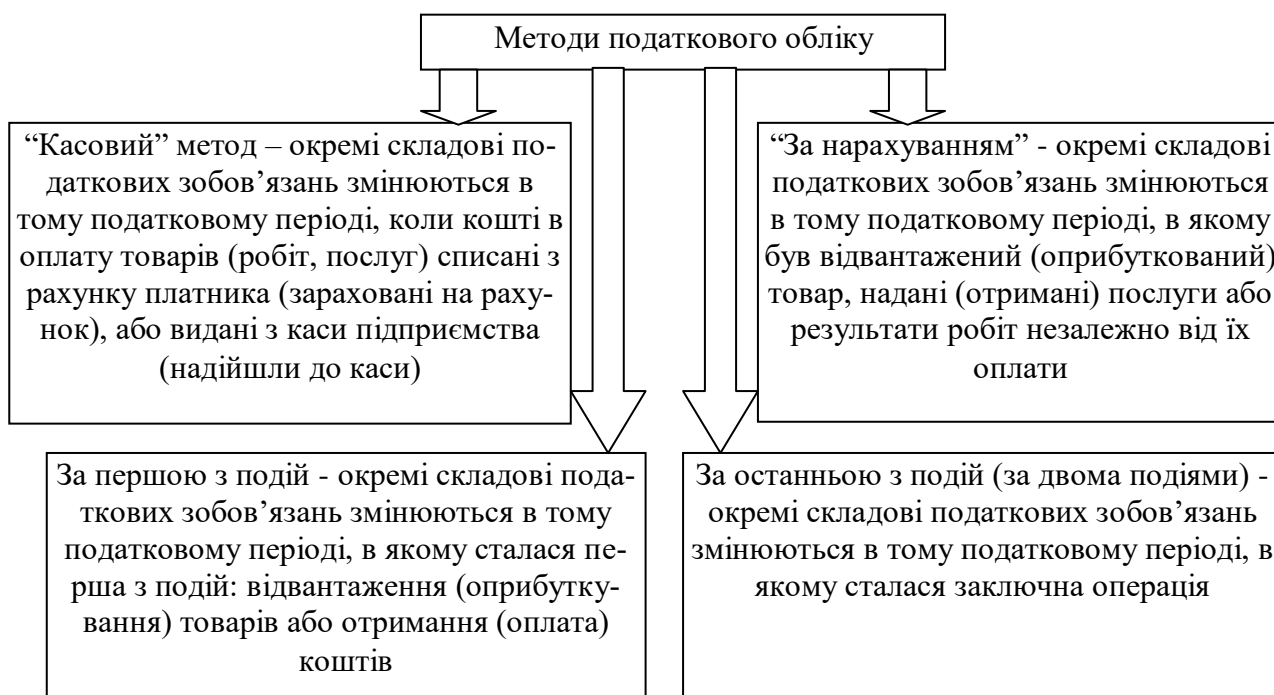 Методи податкового обліку
“Касовий” метод – окремі складові по-
даткових зобов’язань змінюються в
тому податковому періоді, коли кошті в
оплату товарів (робіт, послуг) списані з
рахунку платника (зараховані на раху-
нок), або видані з каси підприємства
(надійшли до каси)
“За нарахуванням” - окремі складові
податкових зобов’язань змінюються
в тому податковому періоді, в якому
був відвантажений (оприбуткований)
товар, надані (отримані) послуги або
результати робіт незалежно від їх
оплати
За першою з подій - окремі складові пода-
ткових зобов’язань змінюються в тому
податковому періоді, в якому сталася пе-
рша з подій: відвантаження (оприбутку-
вання) товарів або отримання (оплата)
коштів
За останньою з подій (за двома подіями) -
окремі складові податкових зобов’язань
змінюються в тому податковому періоді, в
якому сталася заключна операція